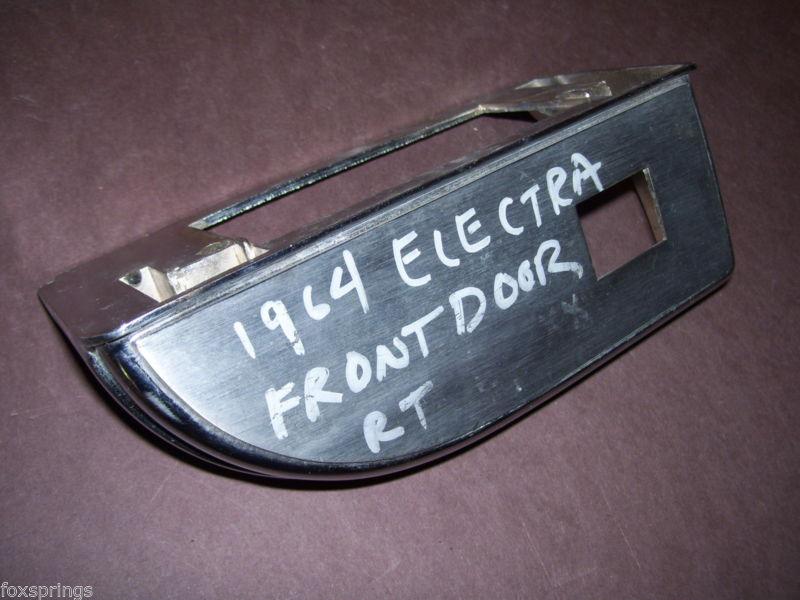 1964 ELECTRA
FRONT DOOR
RT
foxsprings